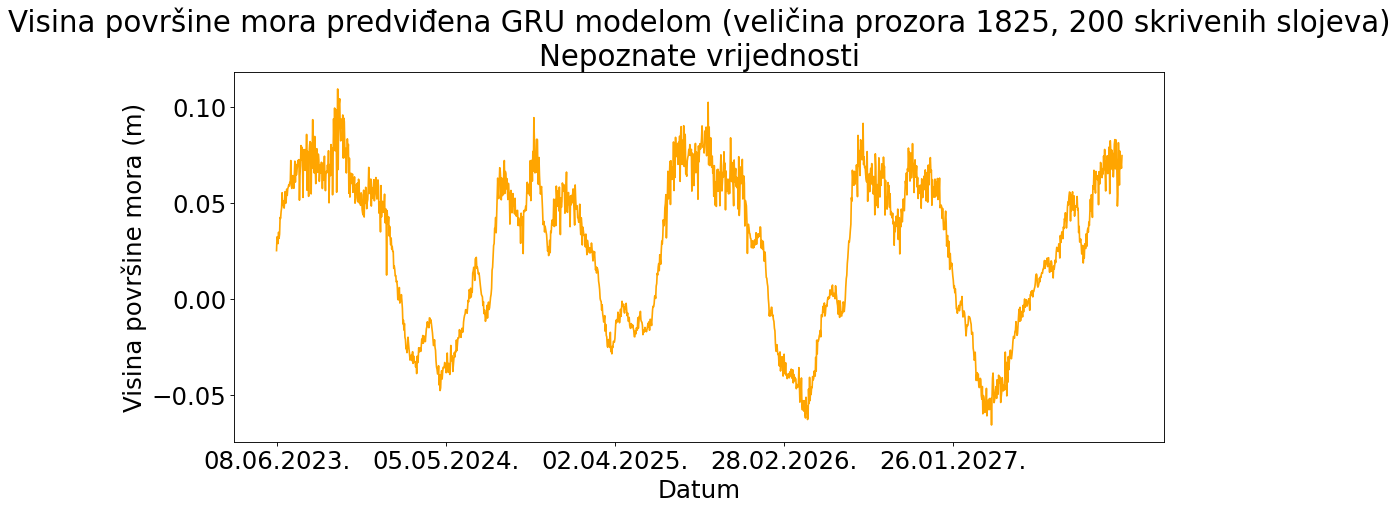 Visina površine mora predviđena GRU modelom (veličina prozora 1825, 200 skrivenih slojeva)
Nepoznate vrijednosti
Visina površine mora (m)
0.10
0.05
0.00
−0.05
08.06.2023. 05.05.2024. 02.04.2025. 28.02.2026. 26.01.2027.
Datum